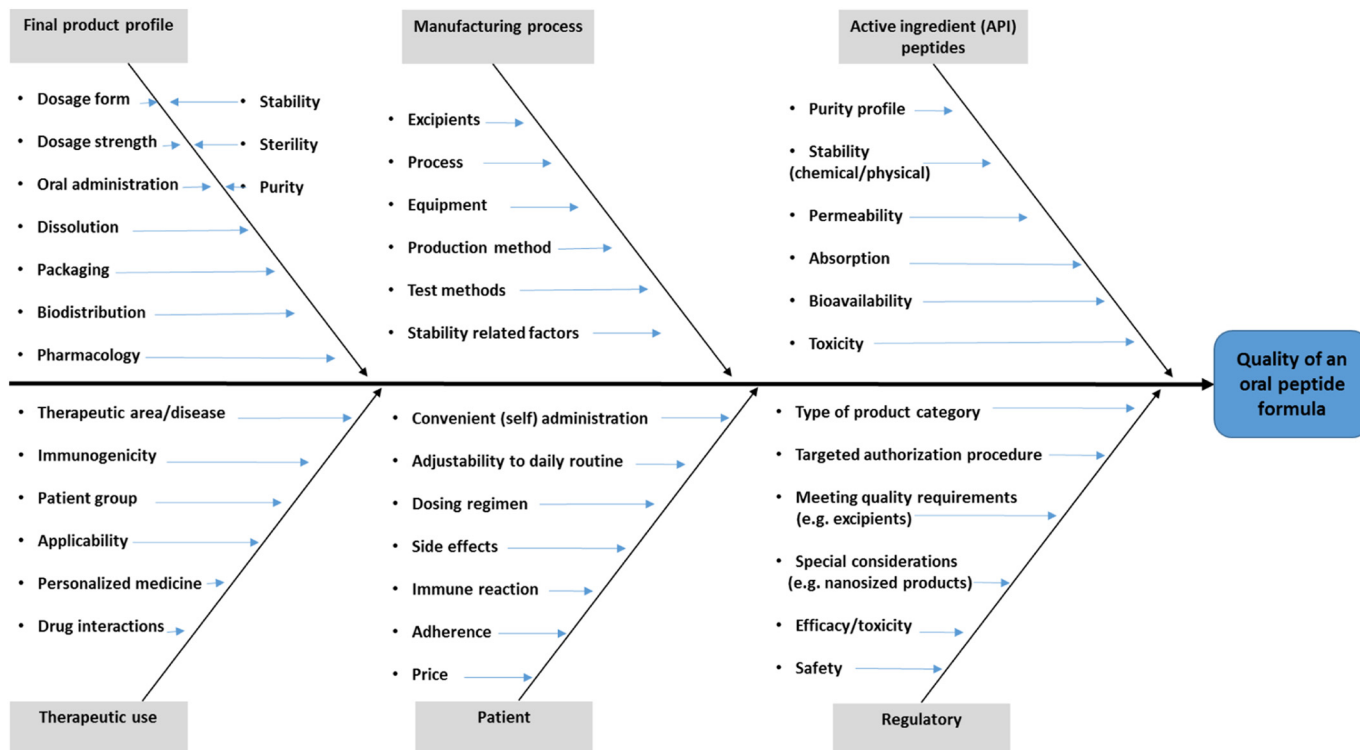 Final product profile
• Dosage form
• Dosage strength
• Oral administration
• Dissolution
• Packaging
• Biodistribution
• Pharmacology
• Stability
• Sterility
• Purity
Manufacturing process
• Excipients
• Process
• Equipment
• Production method
• Test methods
• Stability related factors
Active ingredient (API)
peptides
• Purity profile
• Stability
(chemical/physical)
• Permeability
• Absorption
• Bioavailability
• Toxicity
Quality of an
oral peptide
formula
• Therapeutic area/disease
• Immunogenicity
• Patient group
• Applicability
• Personalized medicine
• Drug interactions
Therapeutic use
• Convenient (self) administration
• Adjustability to daily routine
• Dosing regimen
• Side effects
• Immune reaction
• Adherence
• Price
Patient
• Type of product category
• Targeted authorization procedure
• Meeting quality requirements
(e.g. excipients)
• Special considerations
(e.g. nanosized products)
• Efficacy/toxicity
• Safety
Regulatory